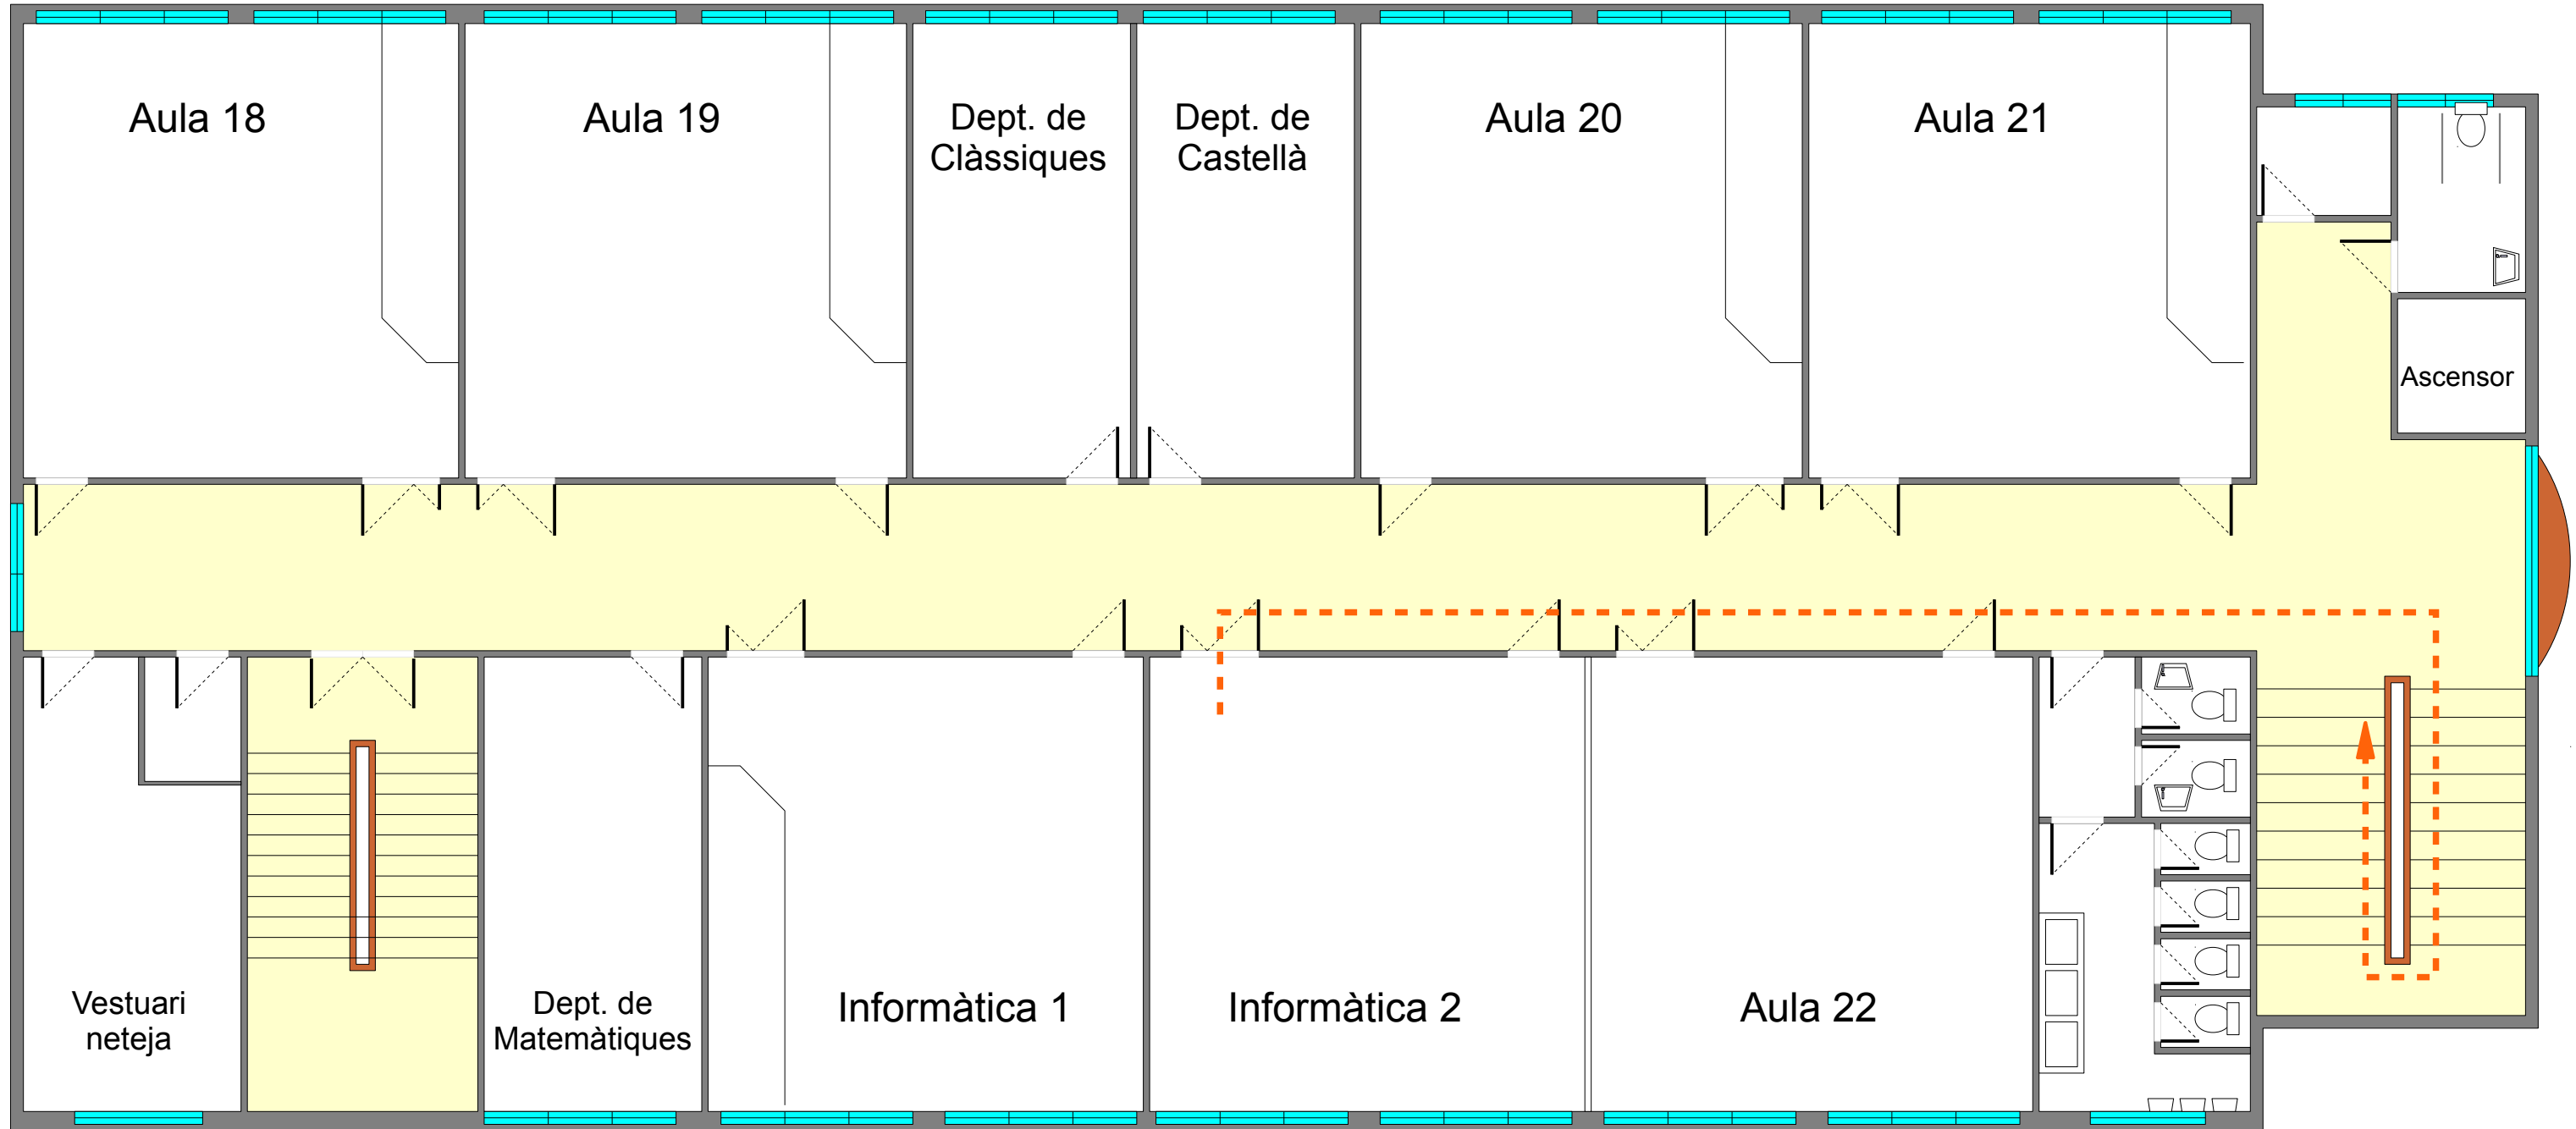 Aula 18
Aula 19
Dept. de
Clàssiques
Dept. de
Castellà
Aula 20
Aula 21
Ascensor
Vestuari
neteja
Dept. de
Matemàtiques
Informàtica 1
Informàtica 2
Aula 22